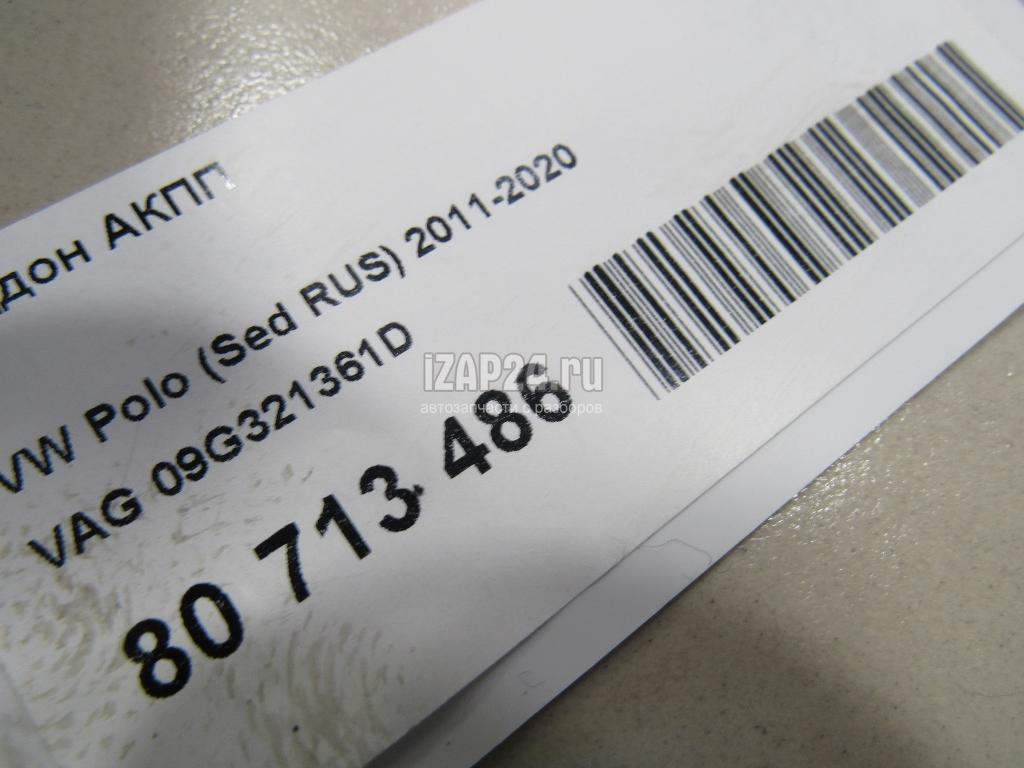 дон АКПП
VW Polo (Sed RUS) 2011-2020
VAG 09G321361D
80 713 486
iZAP24.ru
автозапчасти с разборов